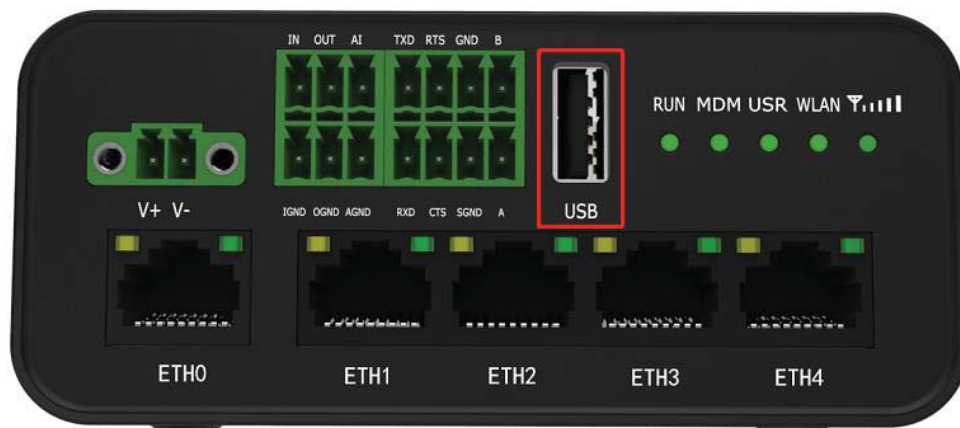 IN OUT AI TXD RTS GND B
RUN MDM USR WLAN
V+ V-
IGND OGND AGND RXD CTS SGND A
USB
ETH0 ETH1 ETH2 ETH3 ETH4